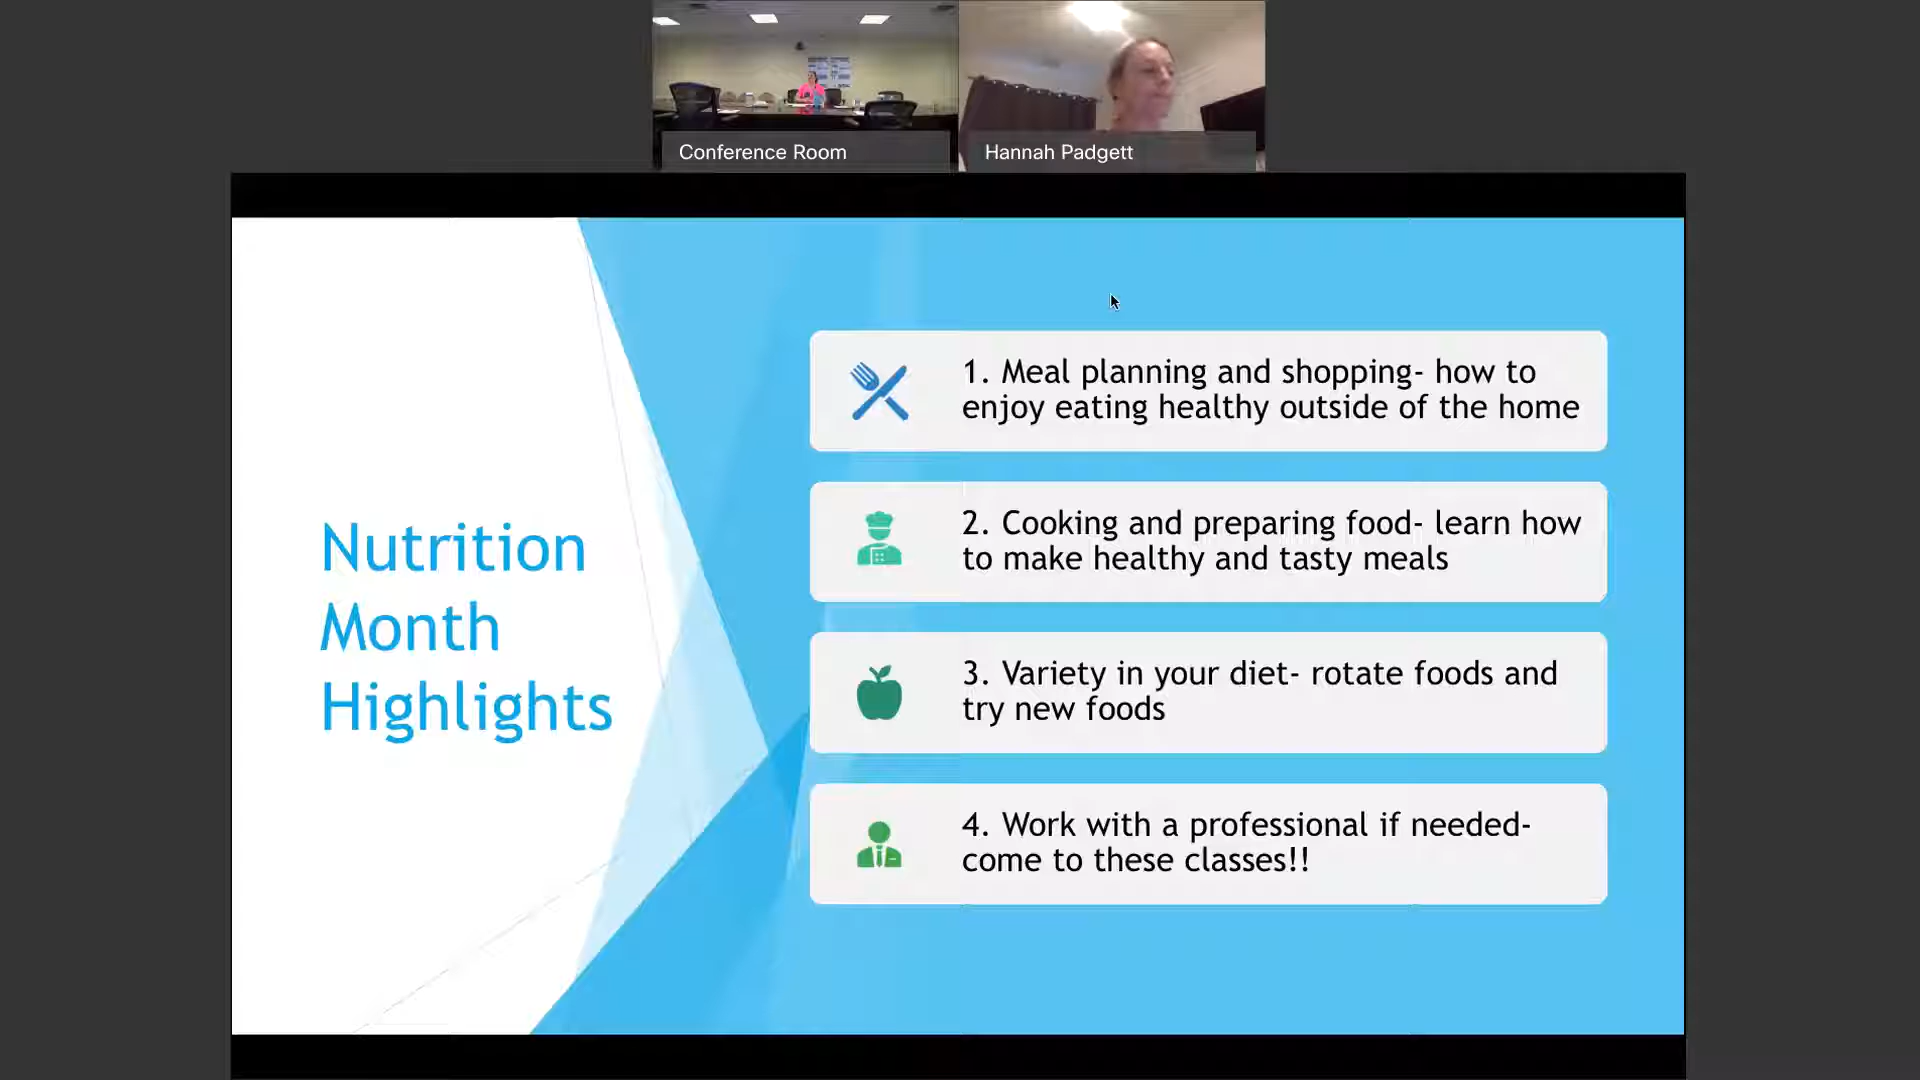 Conference Room
Hannah Padgett
Nutrition
Month
Highlights
1. Meal planning and shopping- how to
enjoy eating healthy outside of the home
2. Cooking and preparing food- learn how
to make healthy and tasty meals
3. Variety in your diet- rotate foods and
try new foods
4. Work with a professional if needed-
come to these classes!!